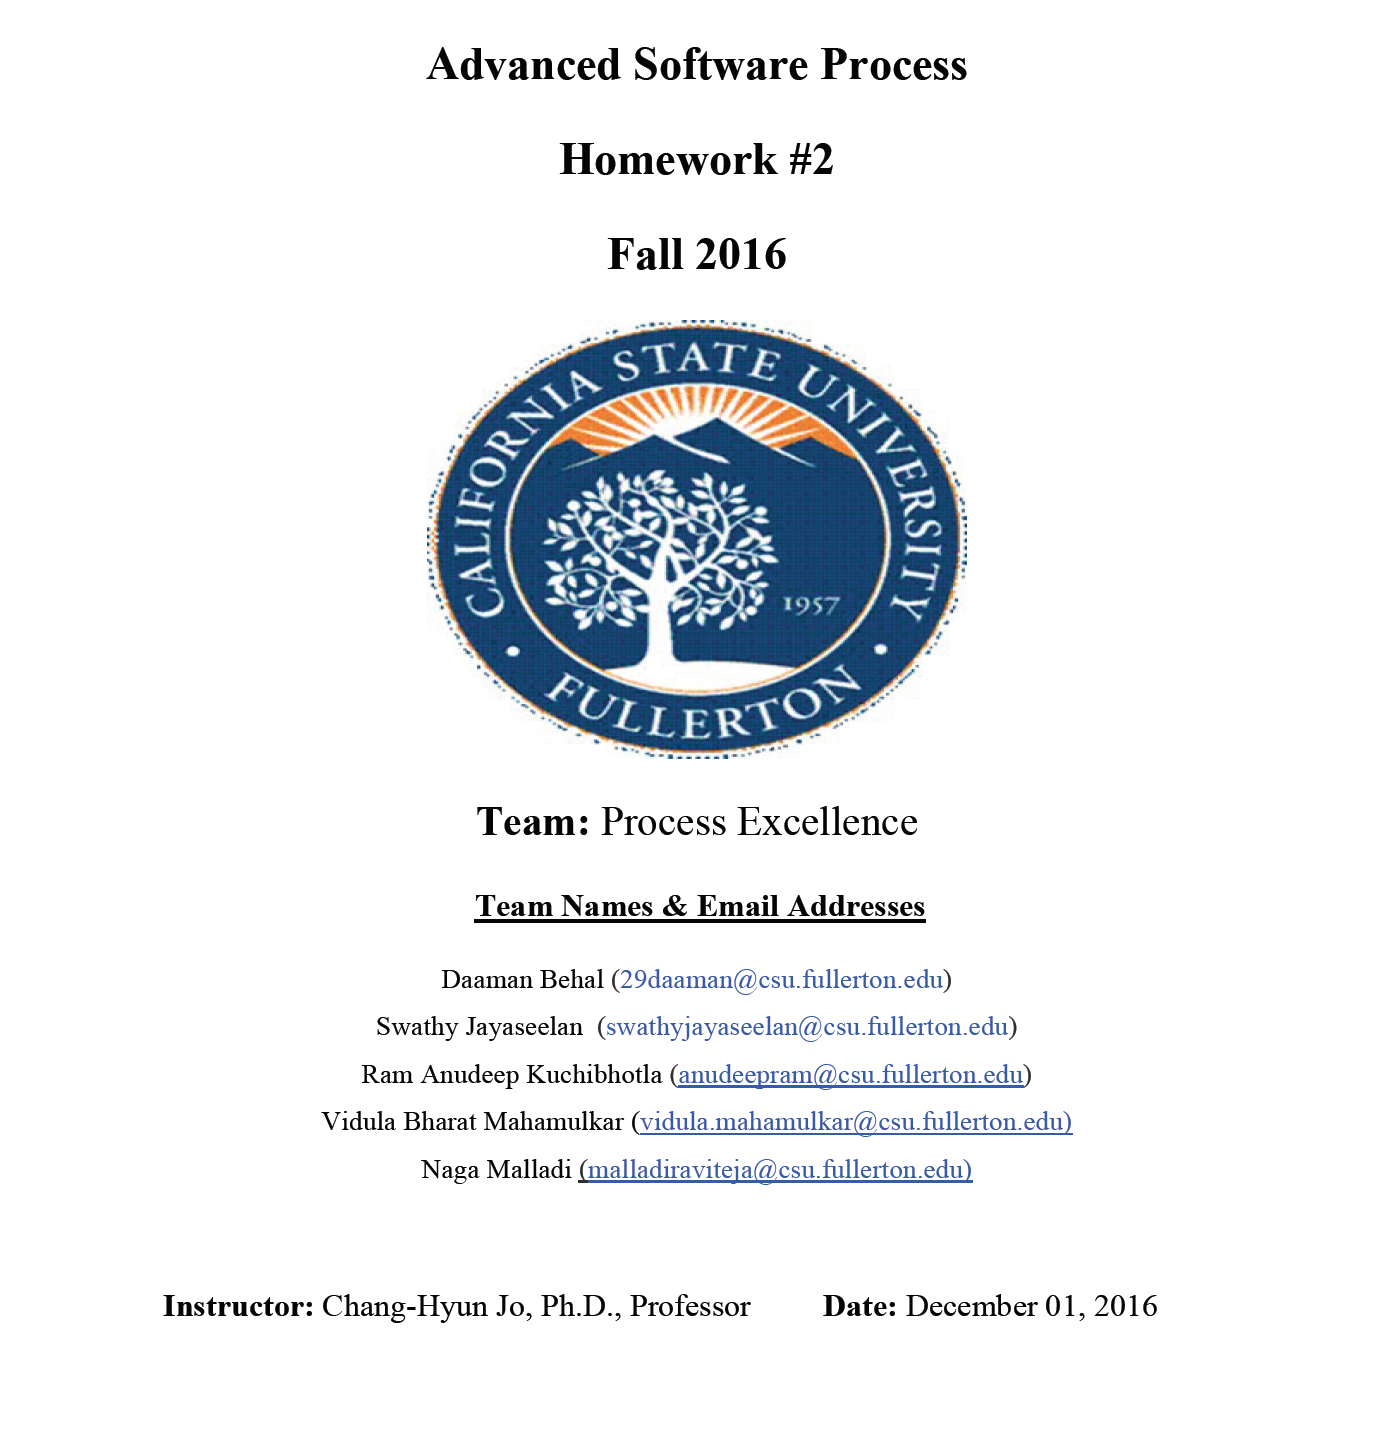 Advanced Software Process
Homework #2
Fall 2016
CALIFORNIA STATE UNIVERSITY
1957
FULLERTON
Team: Process Excellence
Team Names & Email Addresses
Daaman Behal (29daaman@csu.fullerton.edu)
Swathy Jayaseelan  (swathyjayaseelan@csu.fullerton.edu)
Ram Anudeep Kuchibhotla (anudeepram@csu.fullerton.edu)
Vidula Bharat Mahamulkar (vidula.mahamulkar@csu.fullerton.edu)
Naga Malladi (malladiraviteja@csu.fullerton.edu)
Instructor: Chang-Hyun Jo, Ph.D., Professor Date: December 01, 2016